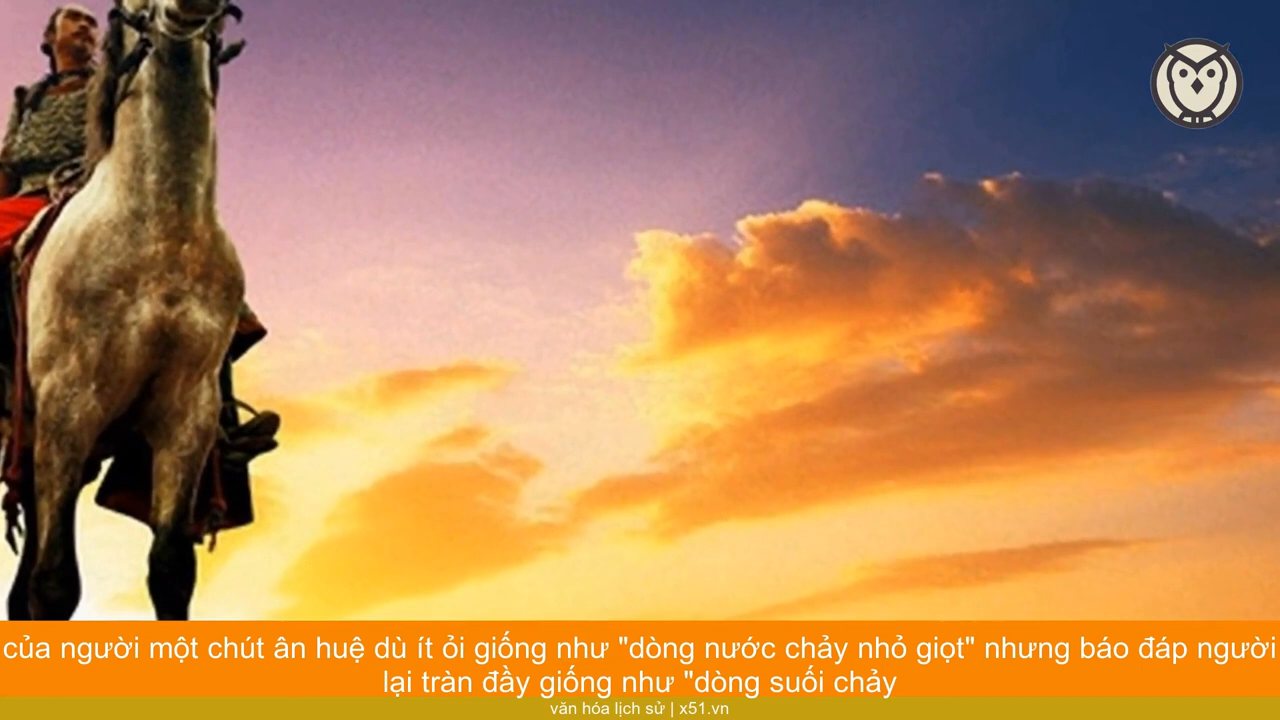 của người một chút ân huệ dù ít ỏi giống như "dòng nước chảy nhỏ giọt" nhưng báo đáp người
lại tràn đầy giống như "dòng suối chảy
văn hóa lịch sử | x51.vn